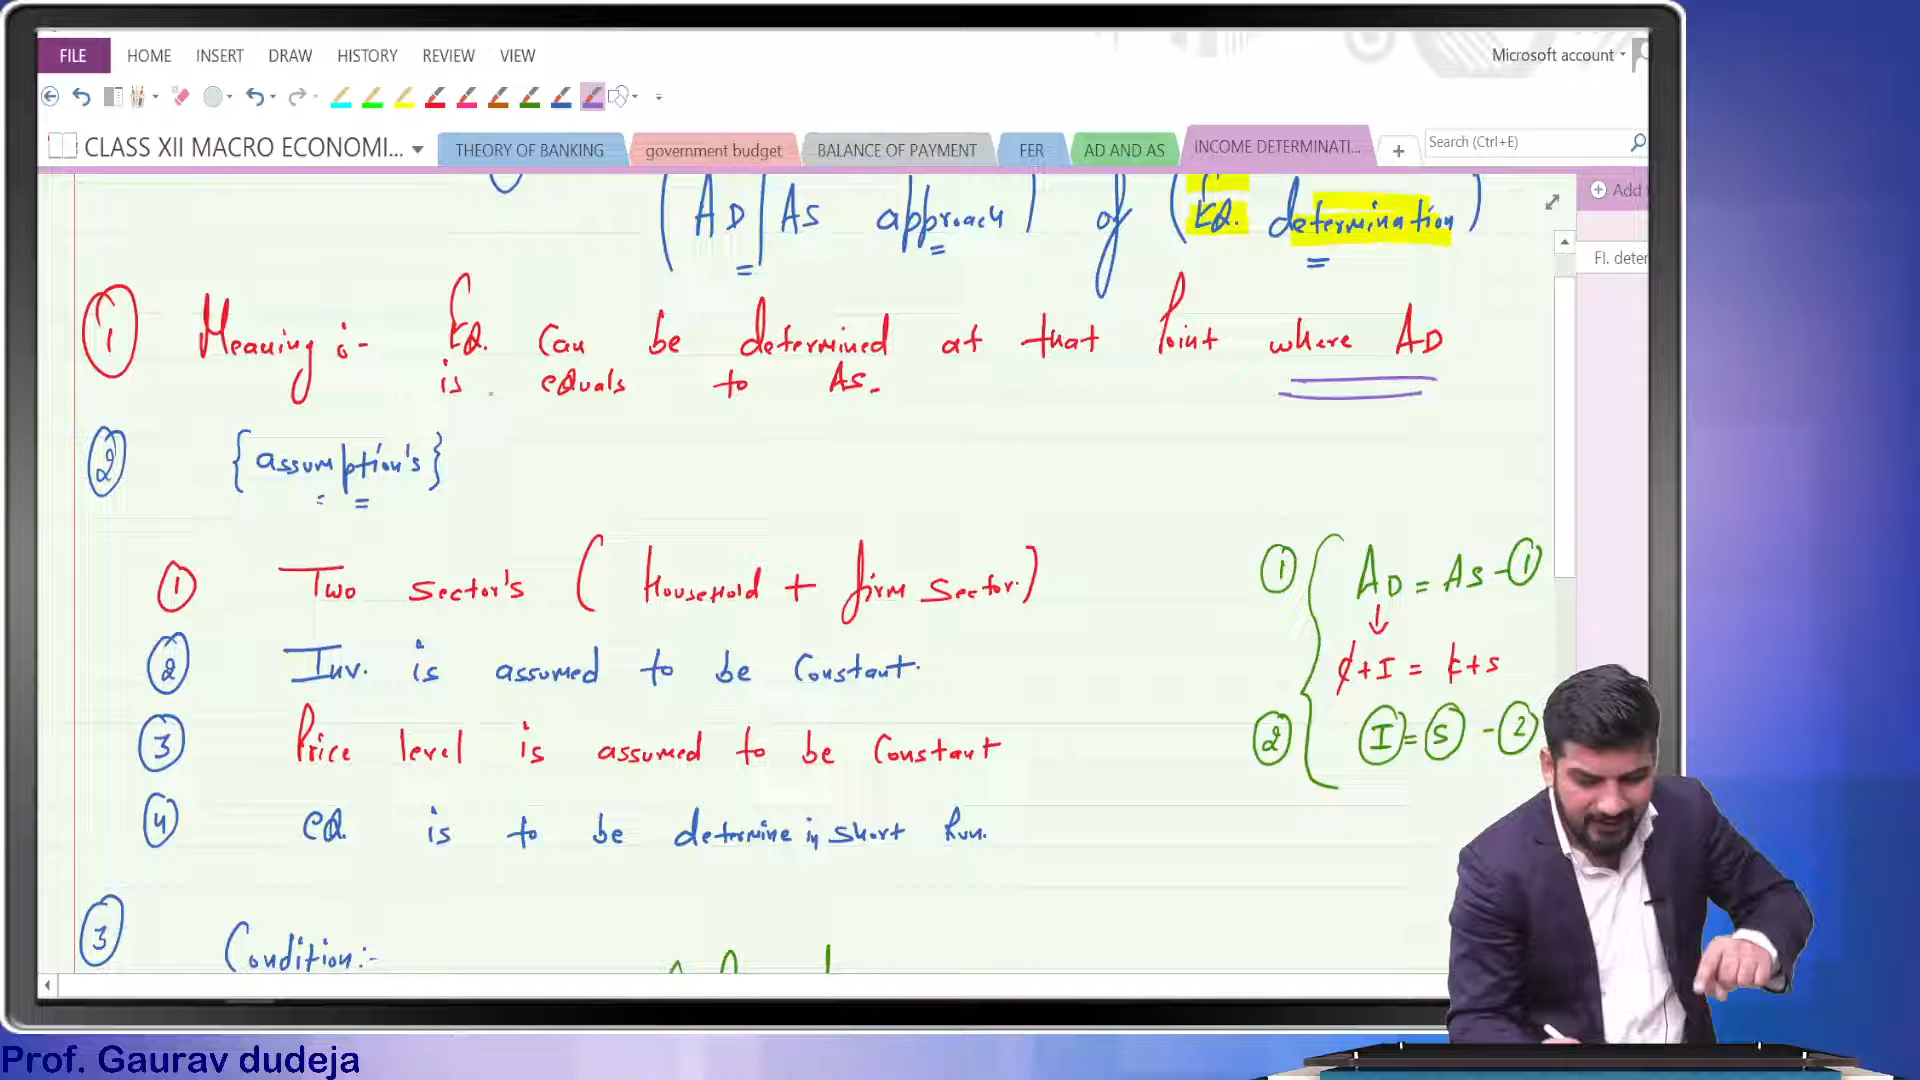 FILE HOME INSERT DRAW HISTORY REVIEW VIEW Microsoft account
CLASS XII MACRO ECONOMI... THEORY OF BANKING government budget BALANCE OF PAYMENT FER AD AND AS INCOME DETERMINATI... + Search (Ctrl+E)
Add
FI. deter
(AD|AS approach) of (EQ. determination)
① Meaning :- EQ. Can be determined at that Point where AD
is equals to AS.
② {assumption's}
① Two Sector's (Household + firm Sector.)
② Inv. is assumed to be Constant.
③ Price level is assumed to be Constant
④ EQ. is to be determine in short Run.
① AD = AS - ①
C+I = C+S
② I = S - ②
③ Condition:-
Prof. Gaurav dudeja